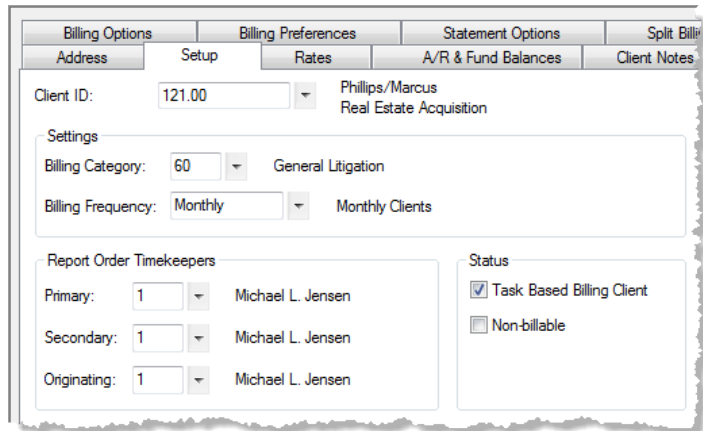 Billing Options Billing Preferences Statement Options Split
Address Setup Rates A/R & Fund Balances Client Notes
Client ID: 121.00 Phillips/Marcus
Real Estate Acquisition
Settings
Billing Category: 60 General Litigation
Billing Frequency: Monthly Monthly Clients
Report Order Timekeepers Status
Primary: 1 Michael L. Jensen Task Based Billing Client
Secondary: 1 Michael L. Jensen Non-billable
Originating: 1 Michael L. Jensen